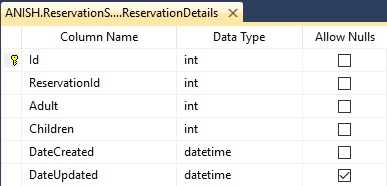 ANISH.ReservationS....ReservationDetails
Column Name Data Type Allow Nulls
Id int
ReservationId int
Adult int
Children int
DateCreated datetime
DateUpdated datetime